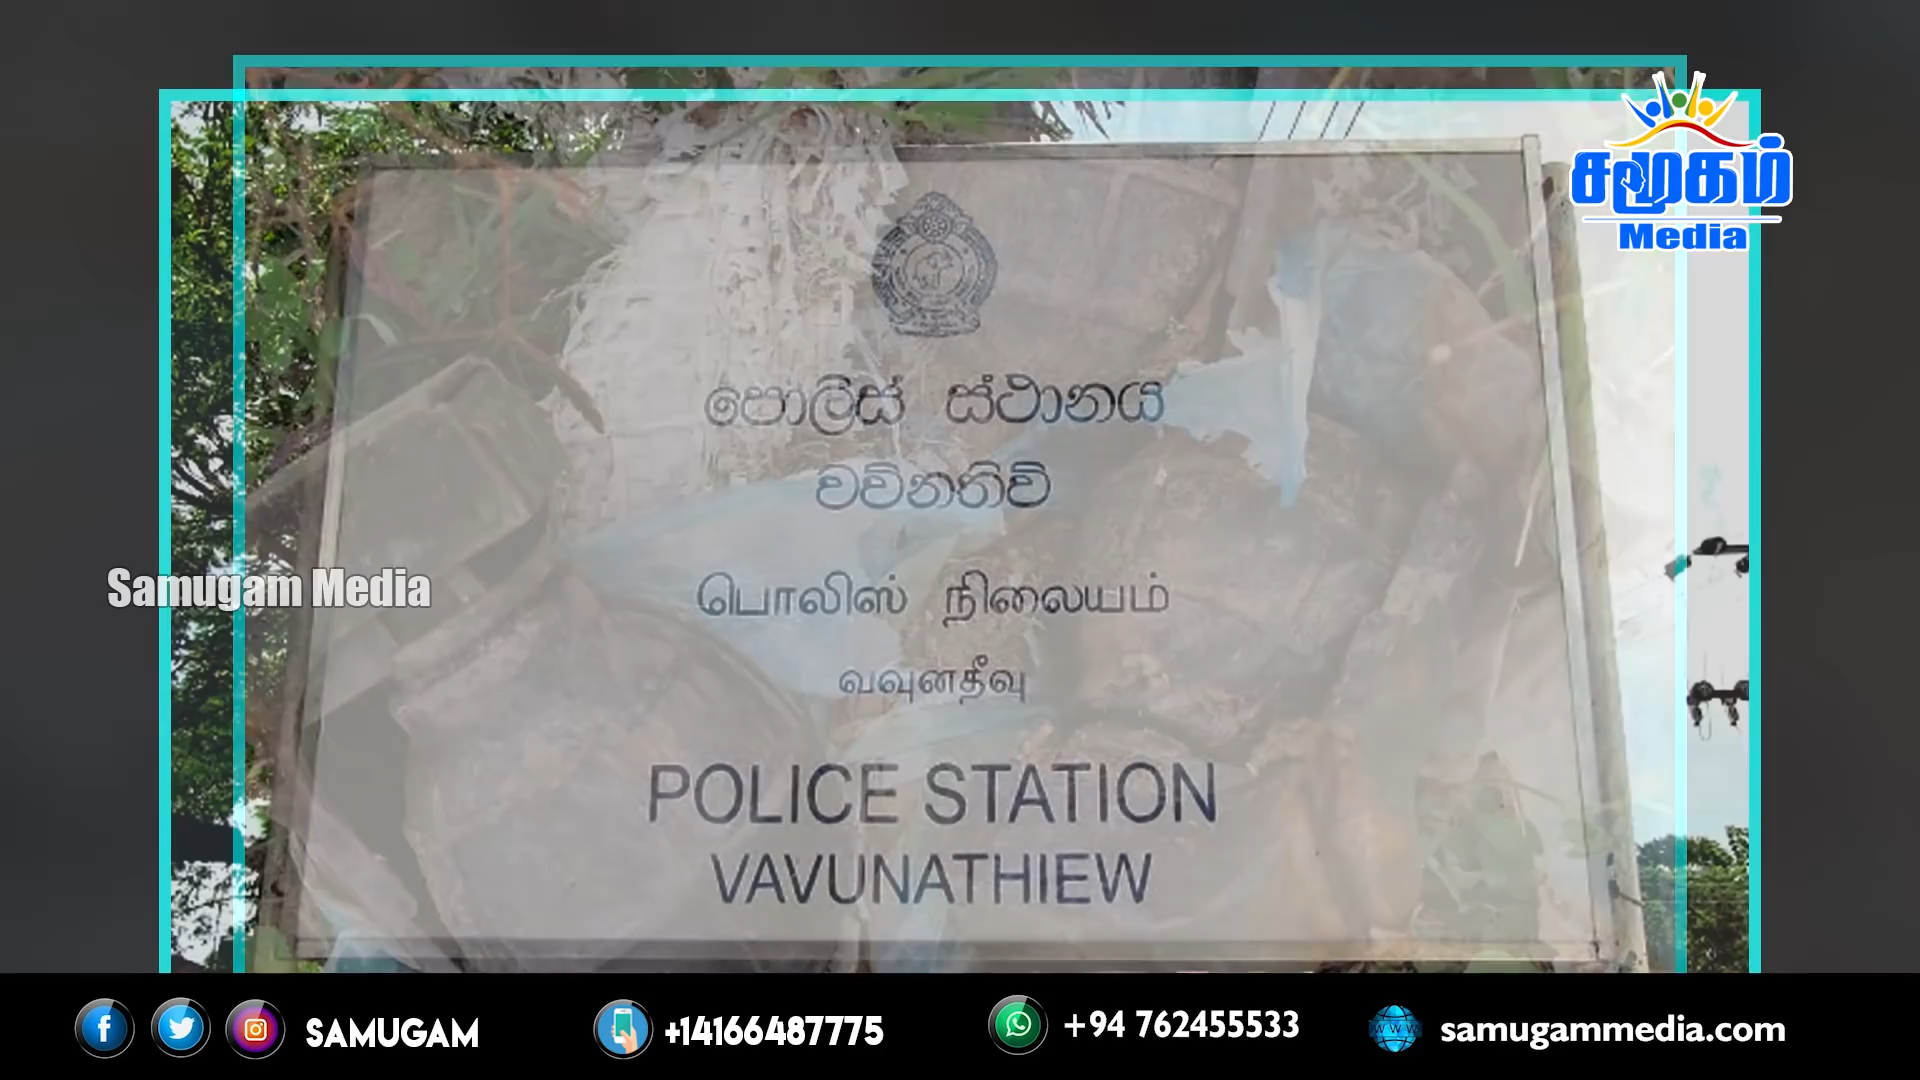 சமூகம்
Media
පොලිස් ස්ථානය
වව්නතිව්
Samugam Media
பொலிஸ் நிலையம்
வவுனதீவு
POLICE STATION
VAVUNATHIEW
SAMUGAM
+14166487775
+94 762455533
samugammedia.com